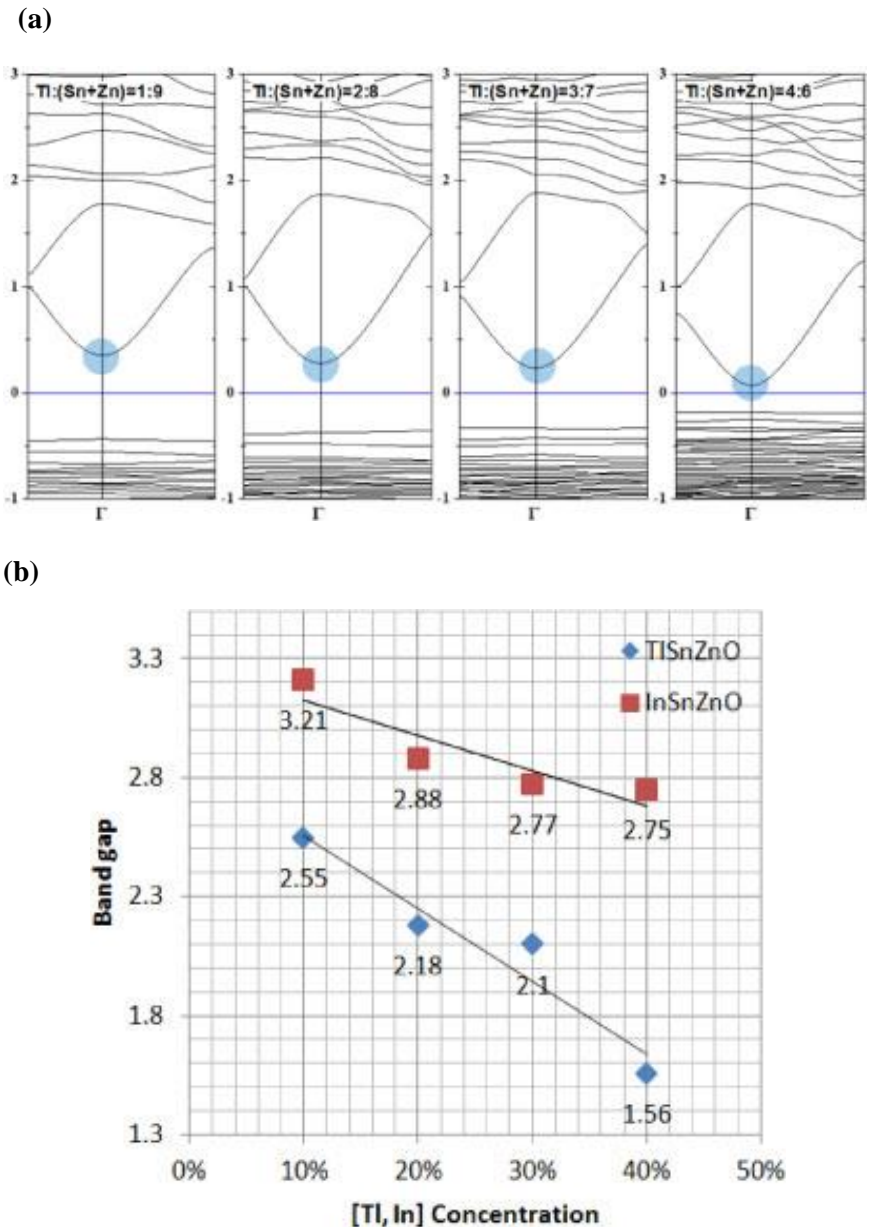 (a)
Tl:(Sn+Zn)=1:9 Tl:(Sn+Zn)=2:8 Tl:(Sn+Zn)=3:7 Tl:(Sn+Zn)=4:6
3 3 3 3
2 2 2 2
1 1 1 1
0 0 0 0
-1 -1 -1 -1
Γ Γ Γ Γ
(b)
Band gap
3.3
2.8
2.3
1.8
1.3
TlSnZnO
InSnZnO
3.21
2.88
2.77
2.75
2.55
2.18
2.1
1.56
0% 10% 20% 30% 40% 50%
[Tl, In] Concentration